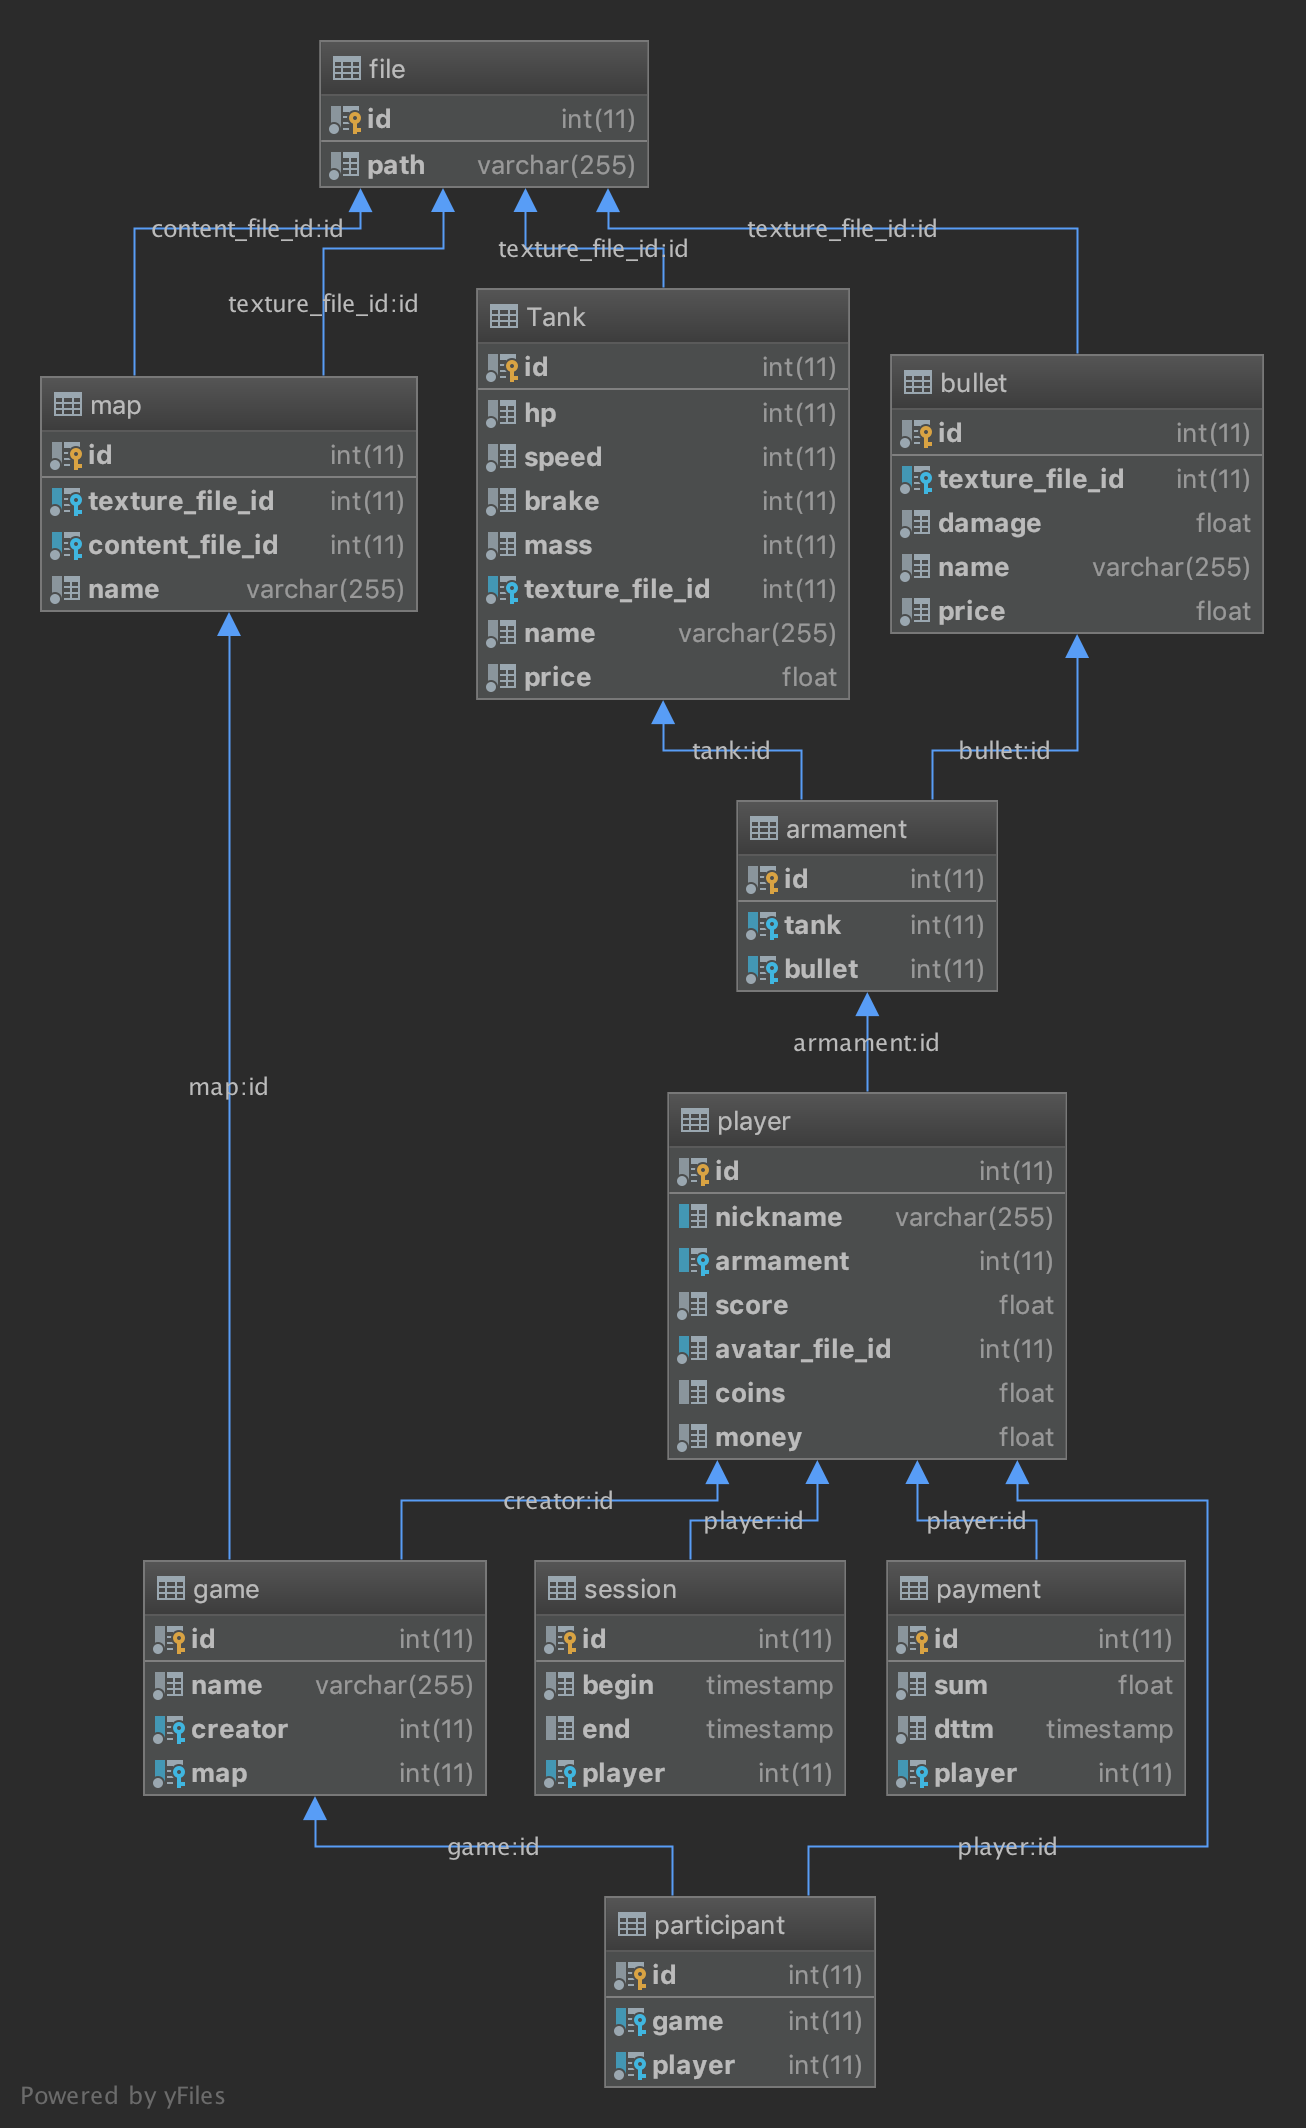 file
id int(11)
path varchar(255)
content_file_id:id
texture_file_id:id
texture_file_id:id
texture_file_id:id
Tank
id int(11)
hp int(11)
speed int(11)
brake int(11)
mass int(11)
texture_file_id int(11)
name varchar(255)
price float
bullet
id int(11)
texture_file_id int(11)
damage float
name varchar(255)
price float
map
id int(11)
texture_file_id int(11)
content_file_id int(11)
name varchar(255)
tank:id
bullet:id
armament
id int(11)
tank int(11)
bullet int(11)
armament:id
map:id
player
id int(11)
nickname varchar(255)
armament int(11)
score float
avatar_file_id int(11)
coins float
money float
creator:id
player:id
player:id
game
id int(11)
name varchar(255)
creator int(11)
map int(11)
session
id int(11)
begin timestamp
end timestamp
player int(11)
payment
id int(11)
sum float
dttm timestamp
player int(11)
game:id
player:id
participant
id int(11)
game int(11)
player int(11)
Powered by yFiles